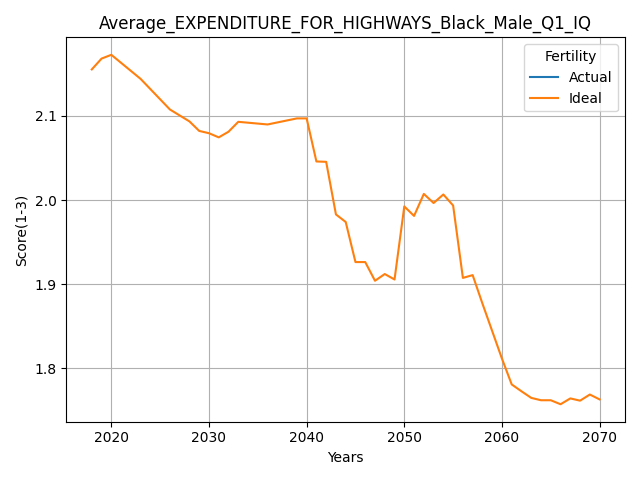 Average_EXPENDITURE_FOR_HIGHWAYS_Black_Male_Q1_IQ
Fertility
Actual
Ideal
Score(1-3)
2.1
2.0
1.9
1.8
2020 2030 2040 2050 2060 2070
Years